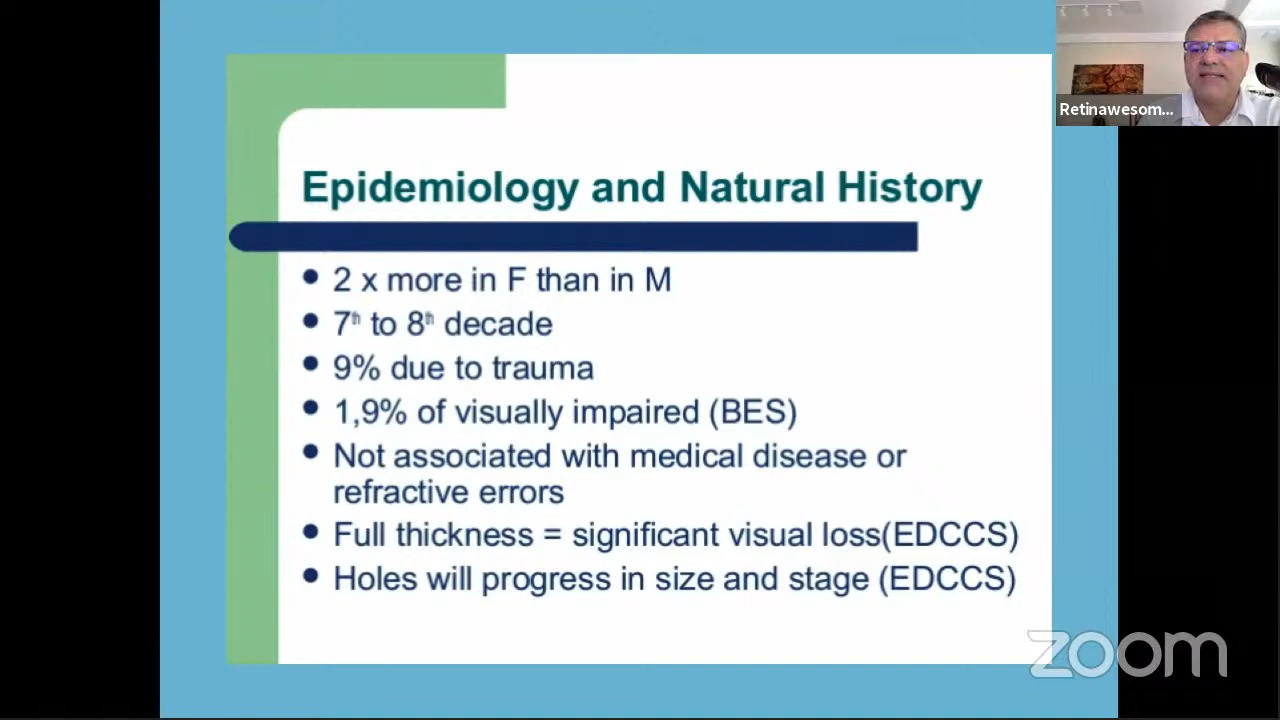 Retinawesom...
Epidemiology and Natural History
2 x more in F than in M
7th to 8th decade
9% due to trauma
1,9% of visually impaired (BES)
Not associated with medical disease or
refractive errors
Full thickness = significant visual loss(EDCCS)
Holes will progress in size and stage (EDCCS)
zoom